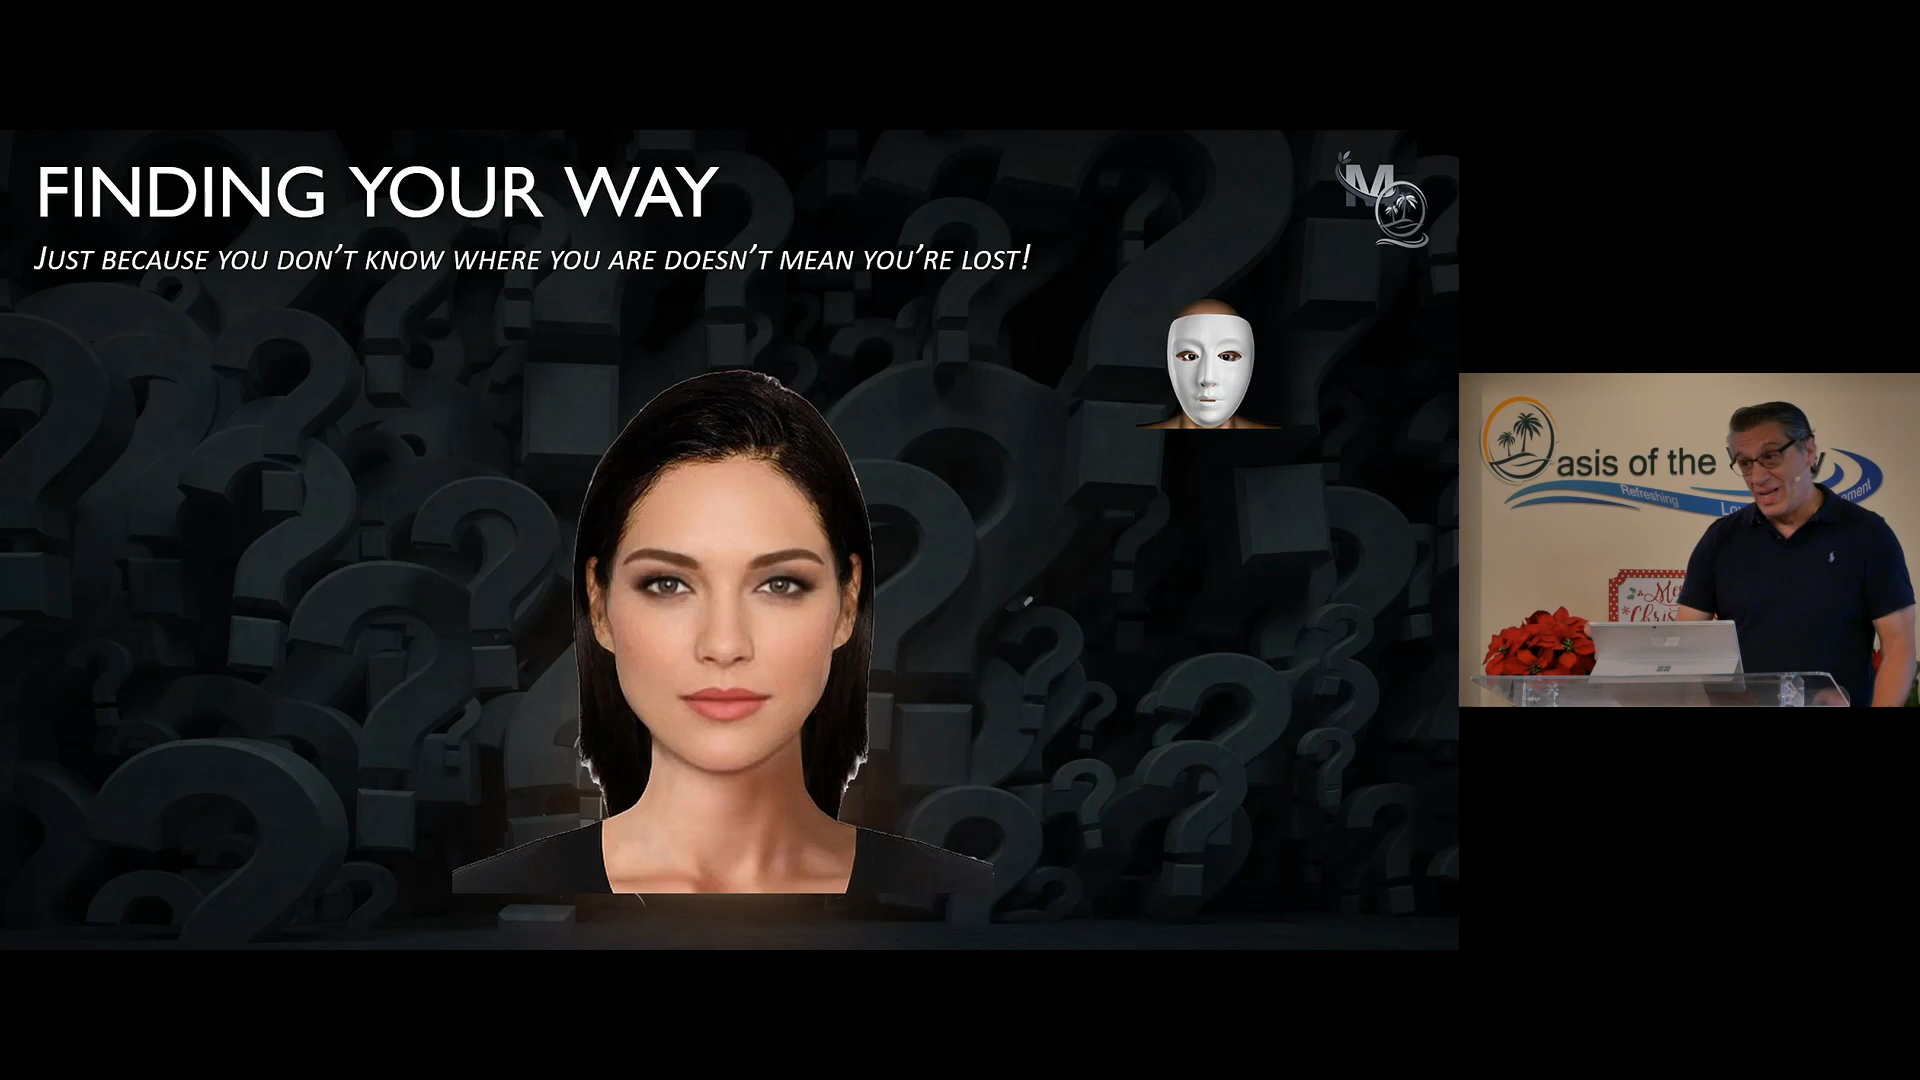 FINDING YOUR WAY
JUST BECAUSE YOU DON'T KNOW WHERE YOU ARE DOESN'T MEAN YOU'RE LOST!
M
asis of the
Refreshing